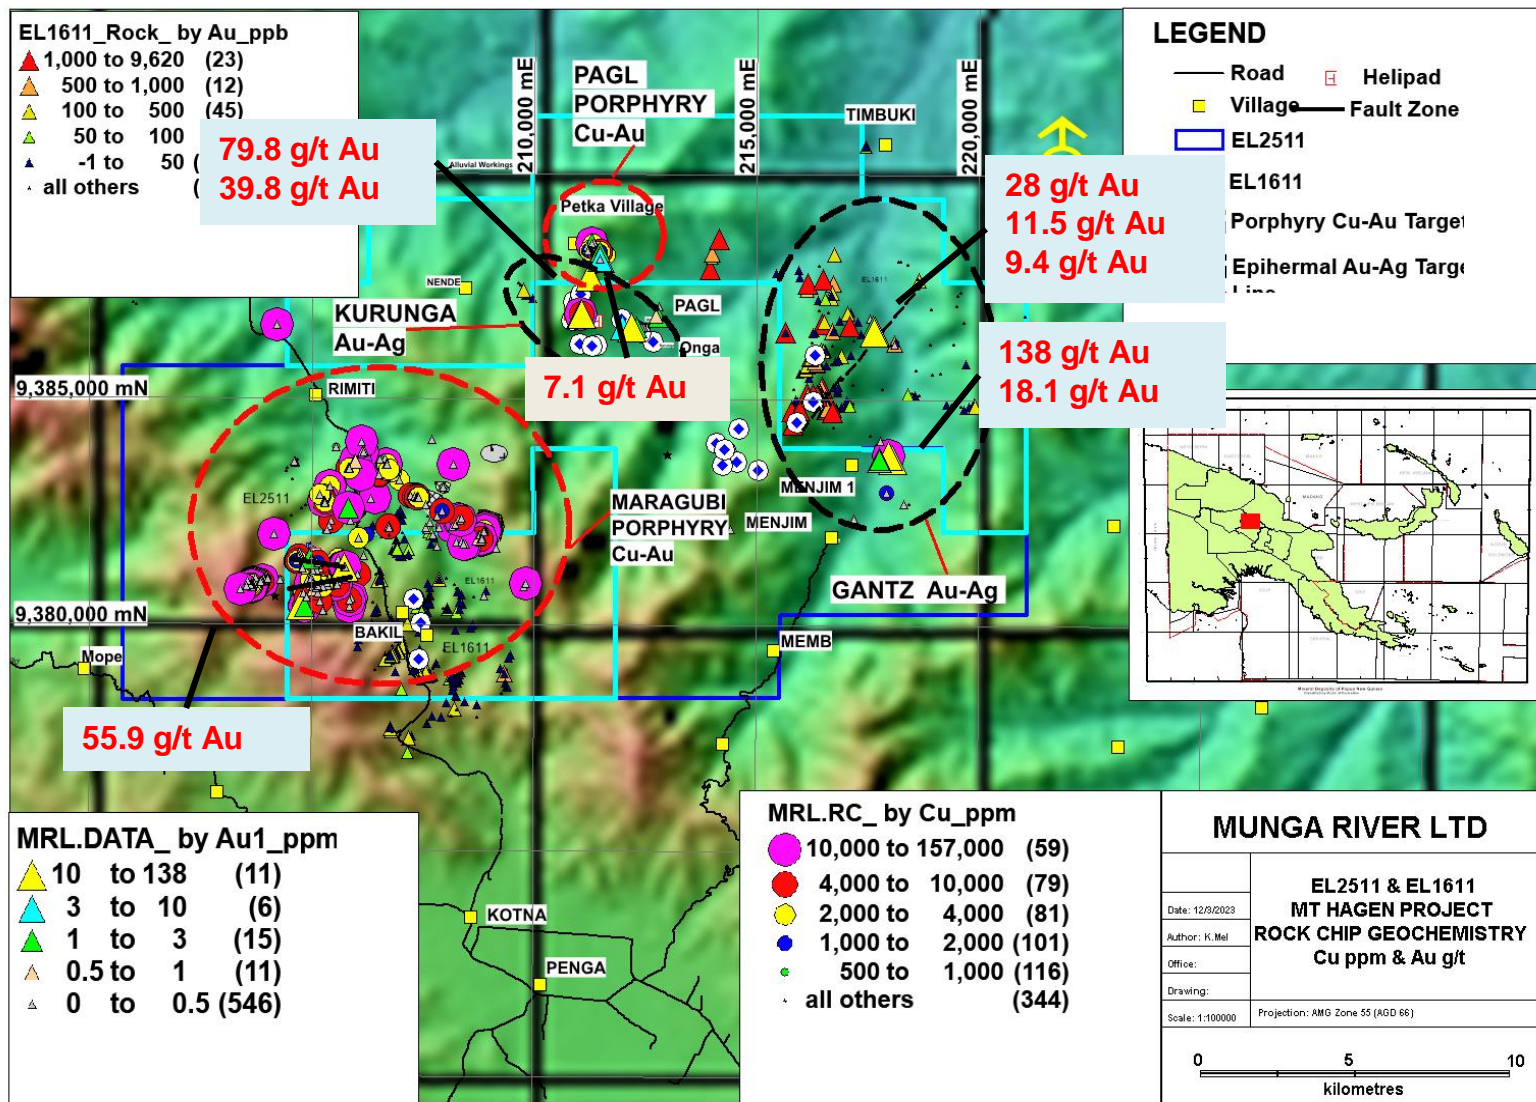 EL1611_Rock_ by Au_ppb
1,000 to 9,620 (23)
500 to 1,000 (12)
100 to 500 (45)
50 to 100
-1 to 50 (
all others (
79.8 g/t Au
39.8 g/t Au
Alluvial Workings
PAGL
PORPHYRY
Cu-Au
210,000 mE
215,000 mE
220,000 mE
TIMBUKI
28 g/t Au
11.5 g/t Au
9.4 g/t Au
LEGEND
Road
Helipad
Village
Fault Zone
EL2511
EL1611
Porphyry Cu-Au Target
Epihermal Au-Ag Targe
Petka Village
NENDE
KURUNGA
Au-Ag
PAGL
Onga
EL1611
7.1 g/t Au
138 g/t Au
18.1 g/t Au
9,385,000 mN
RIMITI
EL2511
MARAGUBI
PORPHYRY
Cu-Au
MENJIM 1
MENJIM
EL1611
GANTZ Au-Ag
9,380,000 mN
BAKIL
EL1611
MEMB
Mope
55.9 g/t Au
Mineral Deposits of Papua New Guinea
MRL.DATA_ by Au1_ppm
10 to 138 (11)
3 to 10 (6)
1 to 3 (15)
0.5 to 1 (11)
0 to 0.5 (546)
KOTNA
PENGA
MRL.RC_ by Cu_ppm
10,000 to 157,000 (59)
4,000 to 10,000 (79)
2,000 to 4,000 (81)
1,000 to 2,000 (101)
500 to 1,000 (116)
all others (344)
MUNGA RIVER LTD
Date: 12/3/2023
Author: K.Mel
Office:
Drawing:
Scale: 1:100000
EL2511 & EL1611
MT HAGEN PROJECT
ROCK CHIP GEOCHEMISTRY
Cu ppm & Au g/t
Projection: AMG Zone 55 (AGD 66)
0 5 10
kilometres